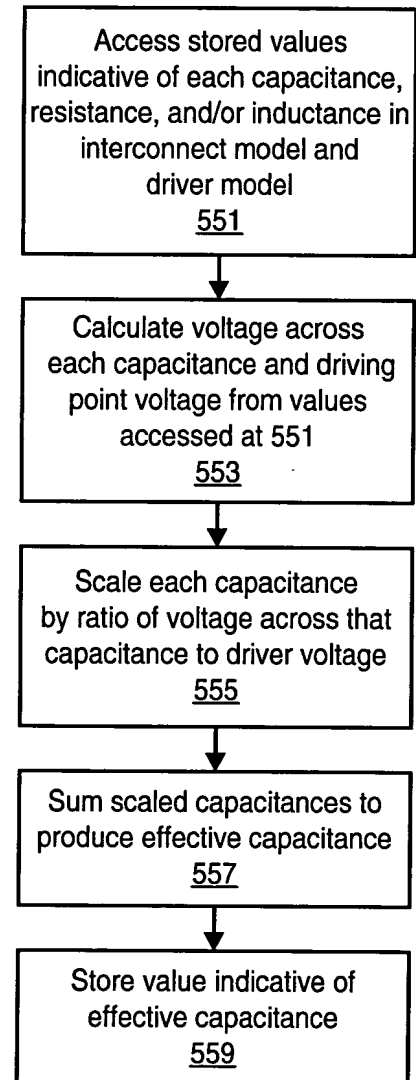 Access stored values
indicative of each capacitance,
resistance, and/or inductance in
interconnect model and
driver model
551
Calculate voltage across
each capacitance and driving
point voltage from values
accessed at 551
553
Scale each capacitance
by ratio of voltage across that
capacitance to driver voltage
555
Sum scaled capacitances to
produce effective capacitance
557
Store value indicative of
effective capacitance
559